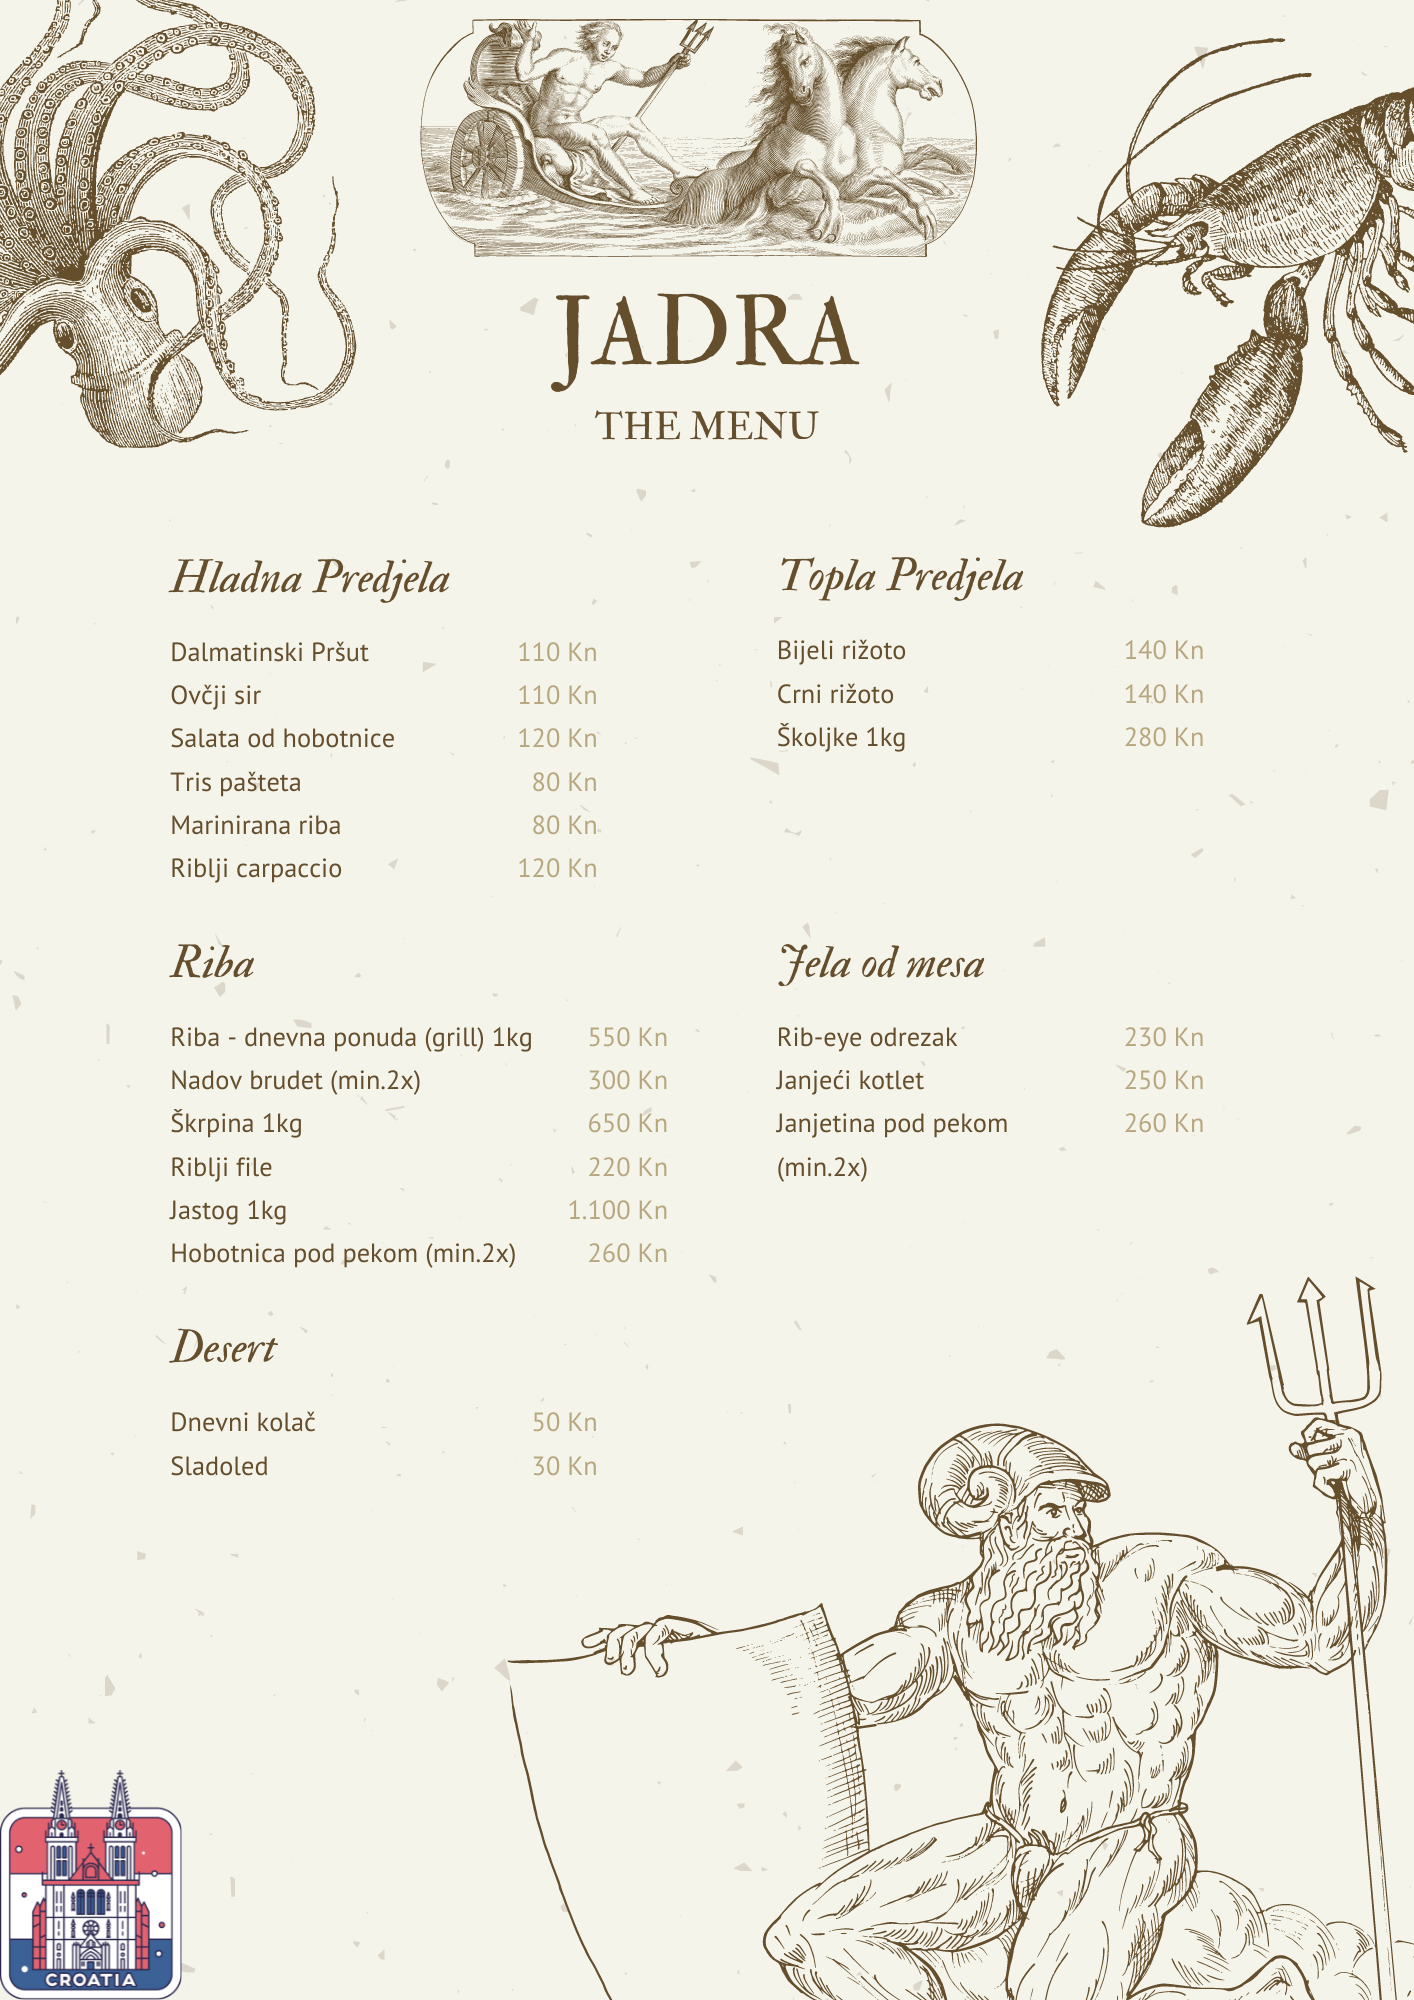 JADRA
THE MENU
Hladna Predjela
Dalmatinski Pršut 110 Kn
Ovčji sir 110 Kn
Salata od hobotnice 120 Kn
Tris pašteta 80 Kn
Marinirana riba 80 Kn
Riblji carpaccio 120 Kn
Topla Predjela
Bijeli rižoto 140 Kn
Crni rižoto 140 Kn
Školjke 1kg 280 Kn
Riba
Riba - dnevna ponuda (grill) 1kg 550 Kn
Nadov brudet (min.2x) 300 Kn
Škrpina 1kg 650 Kn
Riblji file 220 Kn
Jastog 1kg 1.100 Kn
Hobotnica pod pekom (min.2x) 260 Kn
Jela od mesa
Rib-eye odrezak 230 Kn
Janjeći kotlet 250 Kn
Janjetina pod pekom 260 Kn
(min.2x)
Desert
Dnevni kolač 50 Kn
Sladoled 30 Kn
CROATIA